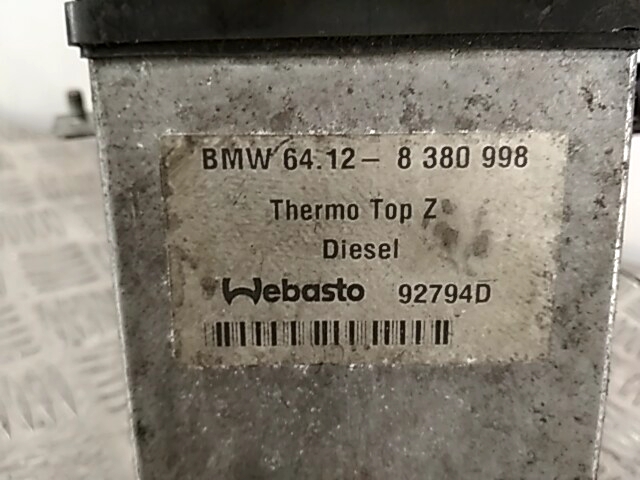 BMW 64.12 – 8 380 998
Thermo Top Z
Diesel
Webasto 92794D